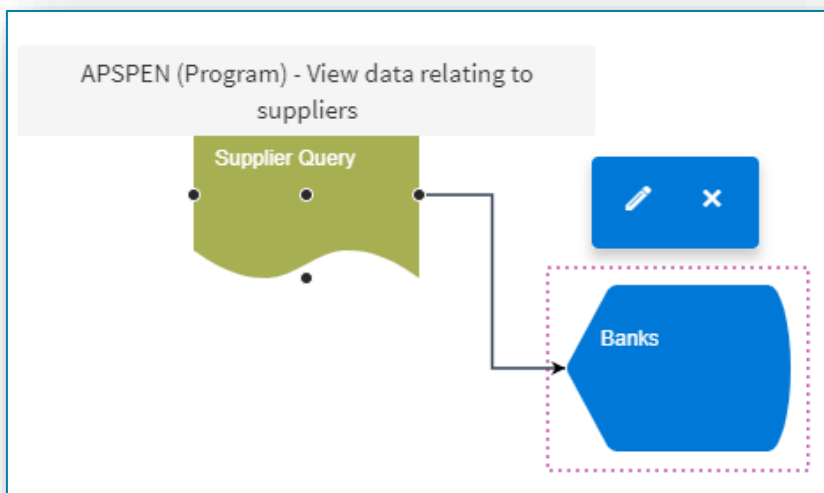 APSPEN (Program) - View data relating to
suppliers
Supplier Query
Banks